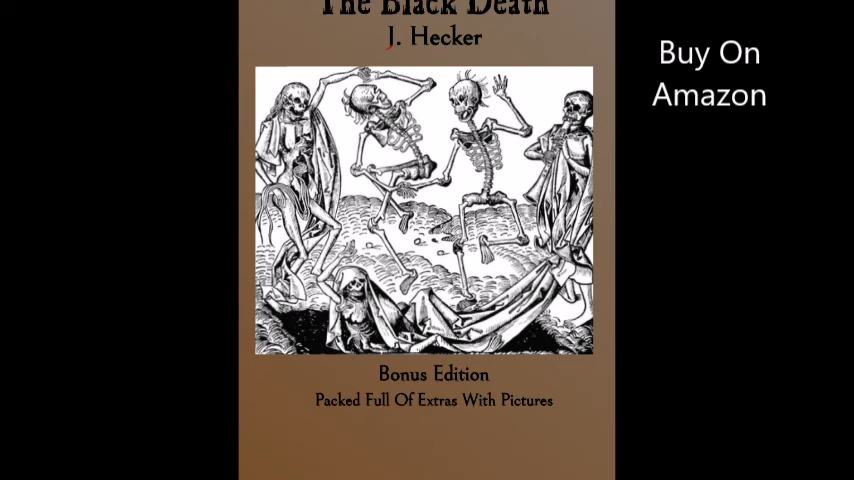 The Black Death
J. Hecker
Buy On
Amazon
Bonus Edition
Packed Full Of Extras With Pictures